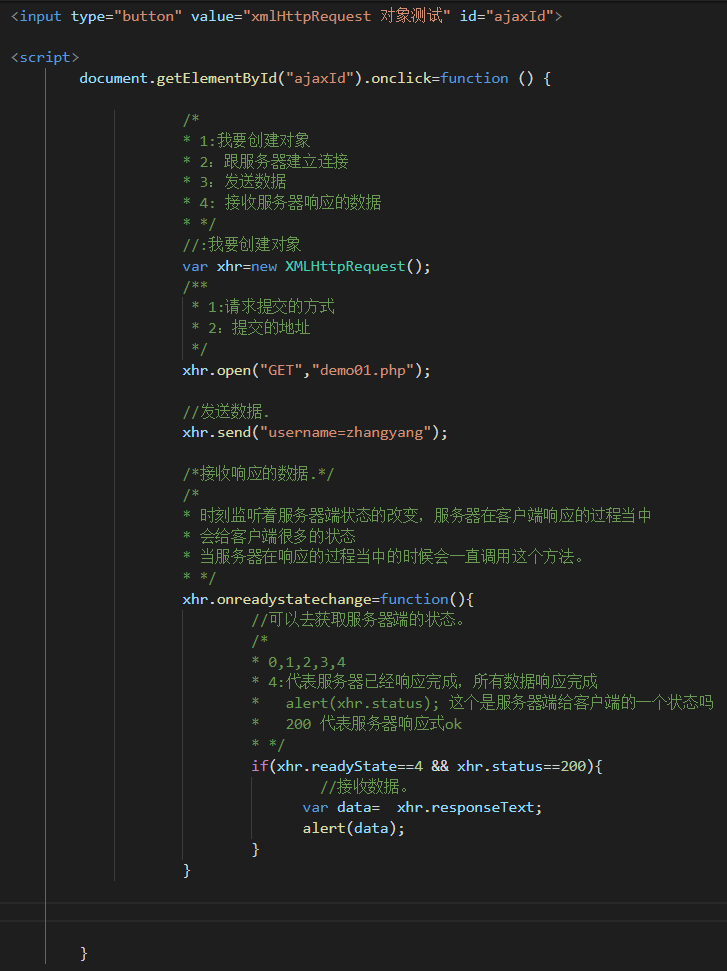 <input type="button" value="xmlHttpRequest 对象测试" id="ajaxId">
<script>
document.getElementById("ajaxId").onclick=function () {
/*
* 1:我要创建对象
* 2: 跟服务器建立连接
* 3: 发送数据
* 4: 接收服务器响应的数据
* */
//:我要创建对象
var xhr=new XMLHttpRequest();
/**
* 1:请求提交的方式
* 2: 提交的地址
*/
xhr.open("GET","demo01.php");
//发送数据.
xhr.send("username=zhangyang");
/*接收响应的数据.*/
/*
* 时刻监听着服务器端状态的改变，服务器在客户端响应的过程当中
* 会给客户端很多的状态
* 当服务器在响应的过程当中的时候会一直调用这个方法。
* */
xhr.onreadystatechange=function(){
//可以去获取服务器端的状态。
/*
* 0,1,2,3,4
* 4:代表服务器已经响应完成，所有数据响应完成
* alert(xhr.status); 这个是服务器端给客户端的一个状态吗
* 200 代表服务器响应式ok
* */
if(xhr.readyState==4 && xhr.status==200){
//接收数据。
var data= xhr.responseText;
alert(data);
}
}
}